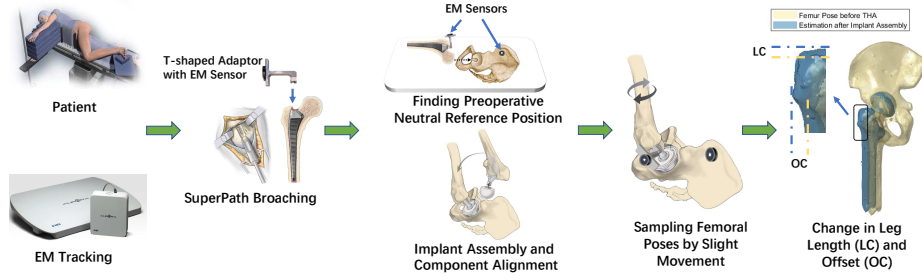 Patient
EM Tracking
T-shaped Adaptor
with EM Sensor
SuperPath Broaching
EM Sensors
Finding Preoperative
Neutral Reference Position
Implant Assembly and
Component Alignment
Sampling Femoral
Poses by Slight
Movement
Femur Pose before THA
Estimation after Implant Assembly
LC
OC
Change in Leg
Length (LC) and
Offset (OC)